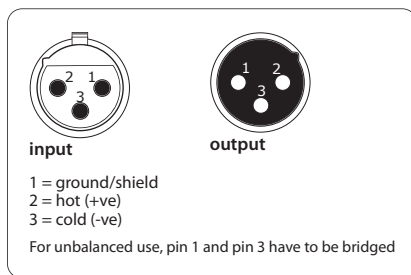 2 1
3
input
1 2
3
output
1 = ground/shield
2 = hot (+ve)
3 = cold (-ve)
For unbalanced use, pin 1 and pin 3 have to be bridged